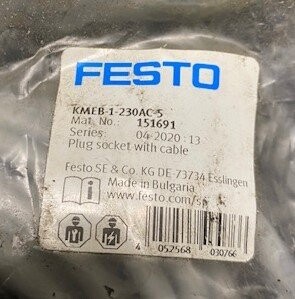 FESTO
KMEB-1-230AC-5
Mat. No.: 151691
Series: 04-2020:13
Plug socket with cable
Festo SE & Co. KG DE-73734 Esslingen
Made in Bulgaria
www.festo.com/sp
4 052568 030766